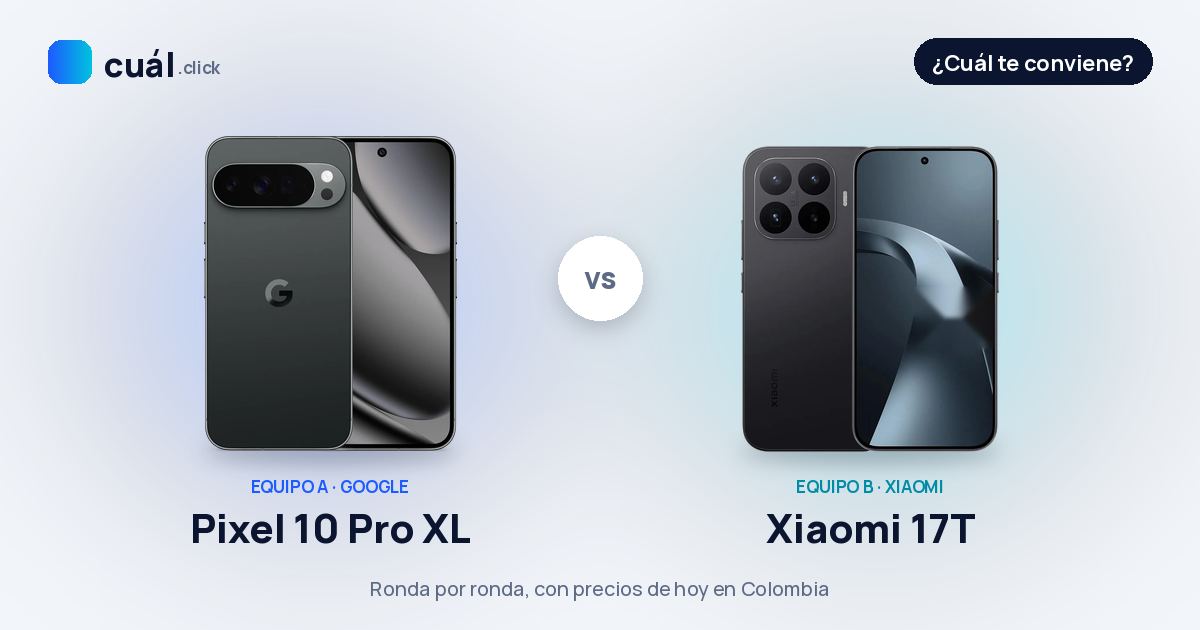 cuál.click
¿Cuál te conviene?
VS
xiaomi
EQUIPO A · GOOGLE
EQUIPO B · XIAOMI
Pixel 10 Pro XL
Xiaomi 17T
Ronda por ronda, con precios de hoy en Colombia